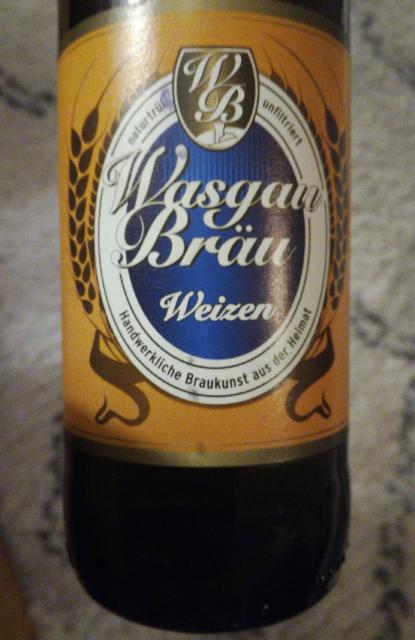 WB
naturtrüb
unfiltriert
Wasgau
Bräu
Weizen
Handwerkliche Braukunst aus der Heimat